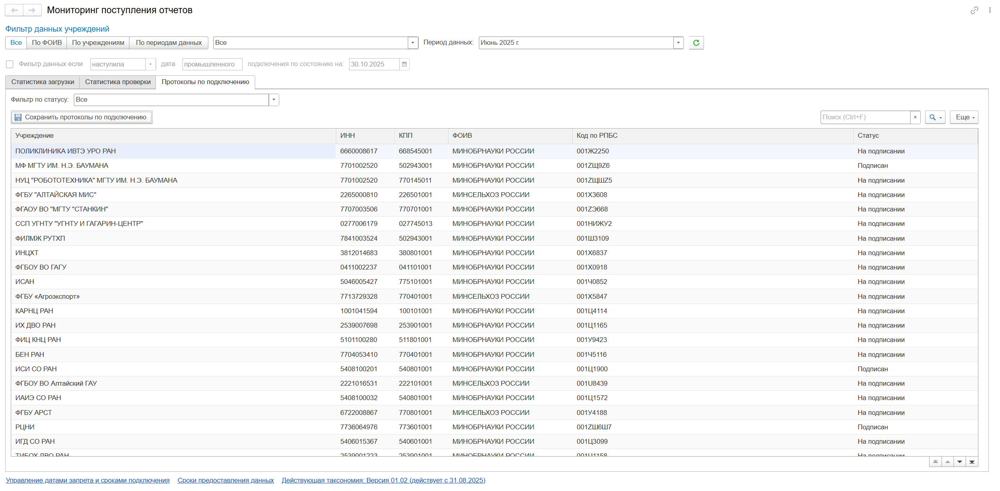 Мониторинг поступления отчетов
Фильтр данных учреждений
Все По ФОИВ По учреждениям По периодам данных Все Период данных: Июнь 2025 г.
Фильтр данных если наступила дата промышленного подключения по состоянию на: 30.10.2025
Статистика загрузки Статистика проверки Протоколы по подключению
Фильтр по статусу: Все
Сохранить протоколы по подключению Поиск (Ctrl+F) × Еще
Учреждение ИНН КПП ФОИВ Код по РПБС Статус
ПОЛИКЛИНИКА ИВТЭ УРО РАН 6660008617 668545001 МИНОБРНАУКИ РОССИИ 001Ж2250 На подписании
МФ МГТУ ИМ. Н.Э. БАУМАНА 7701002520 502943001 МИНОБРНАУКИ РОССИИ 001ZЩ9Z6 Подписан
НУЦ "РОБОТОТЕХНИКА" МГТУ ИМ. Н.Э. БАУМАНА 7701002520 770145011 МИНОБРНАУКИ РОССИИ 001ZЩШZ5 На подписании
ФГБУ "АЛТАЙСКАЯ МИС" 2265000810 226501001 МИНСЕЛЬХОЗ РОССИИ 001Х3608 На подписании
ФГАОУ ВО "МГТУ "СТАНКИН" 7707003506 770701001 МИНОБРНАУКИ РОССИИ 001ZЭ668 На подписании
ССП УГНТУ "УГНТУ И ГАГАРИН-ЦЕНТР" 0277006179 027745013 МИНОБРНАУКИ РОССИИ 001НИЖУ2 На подписании
ФИЛМЖ РУТХП 7841003524 502943001 МИНОБРНАУКИ РОССИИ 001Ш3109 На подписании
ИНЦХТ 3812014683 380801001 МИНОБРНАУКИ РОССИИ 001Х6837 На подписании
ФГБОУ ВО ГАГУ 0411002237 041101001 МИНОБРНАУКИ РОССИИ 001Х0918 На подписании
ИСАН 5046005427 775101001 МИНОБРНАУКИ РОССИИ 001Ч0852 На подписании
ФГБУ «Агроэкспорт» 7713729328 770401001 МИНСЕЛЬХОЗ РОССИИ 001Х5847 На подписании
КАРНЦ РАН 1001041594 100101001 МИНОБРНАУКИ РОССИИ 001Ц4114 На подписании
ИХ ДВО РАН 2539007698 253901001 МИНОБРНАУКИ РОССИИ 001Ц1165 На подписании
ФИЦ КНЦ РАН 5101100280 511801001 МИНОБРНАУКИ РОССИИ 001У9423 На подписании
БЕН РАН 7704053410 770401001 МИНОБРНАУКИ РОССИИ 001Ч5116 На подписании
ИСИ СО РАН 5408100201 540801001 МИНОБРНАУКИ РОССИИ 001Ц1900 Подписан
ФГБОУ ВО Алтайский ГАУ 2221016531 222101001 МИНСЕЛЬХОЗ РОССИИ 001U8439 На подписании
ИАИЭ СО РАН 5408100032 540801001 МИНОБРНАУКИ РОССИИ 001Ц1572 На подписании
ФГБУ АРСТ 6722008867 770801001 МИНСЕЛЬХОЗ РОССИИ 001У4188 На подписании
РЦНИ 7736064976 773601001 МИНОБРНАУКИ РОССИИ 001ZШ6Ш7 Подписан
ИГД СО РАН 5406015367 540601001 МИНОБРНАУКИ РОССИИ 001Ц3099 На подписании
ТИБОХ ДВО РАН 2539001223 253901001 МИНОБРНАУКИ РОССИИ 001Ц1158 На подписании
Управление датами запрета и сроками подключения Сроки предоставления данных Действующая таксономия: Версия 01.02 (действует с 31.08.2025)